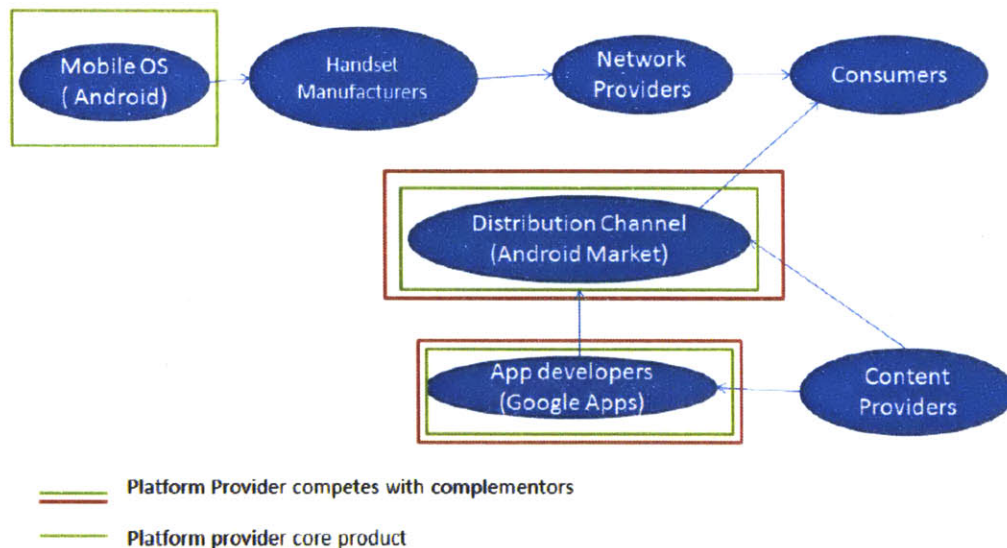 Mobile OS
( Android)
Handset
Manufacturers
Network
Providers
Consumers
Distribution Channel
(Android Market)
App developers
(Google Apps)
Content
Providers
Platform Provider competes with complementors
Platform provider core product